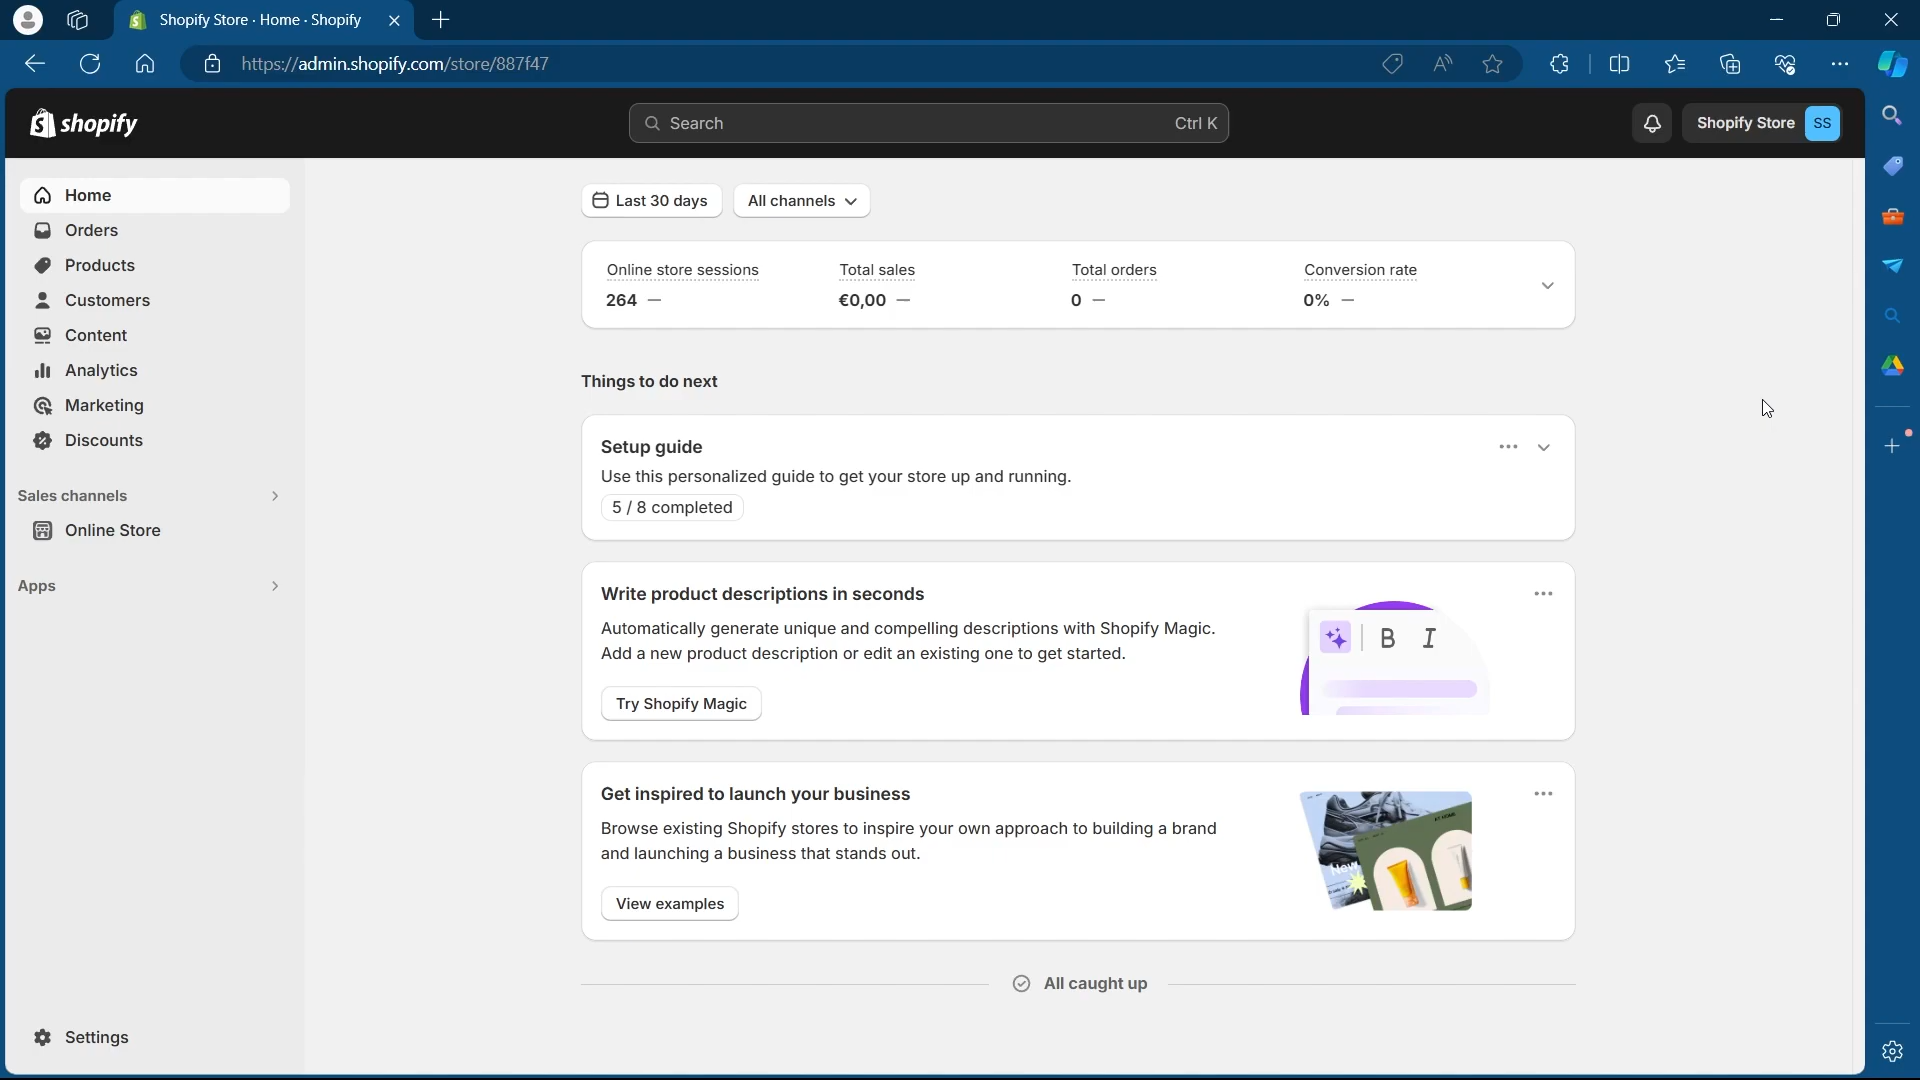 Shopify Store · Home · Shopify
https://admin.shopify.com/store/887f47
shopify
Search
Ctrl K
Shopify Store
SS
Home
Orders
Products
Customers
Content
Analytics
Marketing
Discounts
Sales channels
Online Store
Apps
Settings
Last 30 days
All channels
Online store sessions
264 —
Total sales
€0,00 —
Total orders
0 —
Conversion rate
0% —
Things to do next
Setup guide
Use this personalized guide to get your store up and running.
5 / 8 completed
Write product descriptions in seconds
Automatically generate unique and compelling descriptions with Shopify Magic.
Add a new product description or edit an existing one to get started.
Try Shopify Magic
B I
Get inspired to launch your business
Browse existing Shopify stores to inspire your own approach to building a brand
and launching a business that stands out.
View examples
New
All caught up